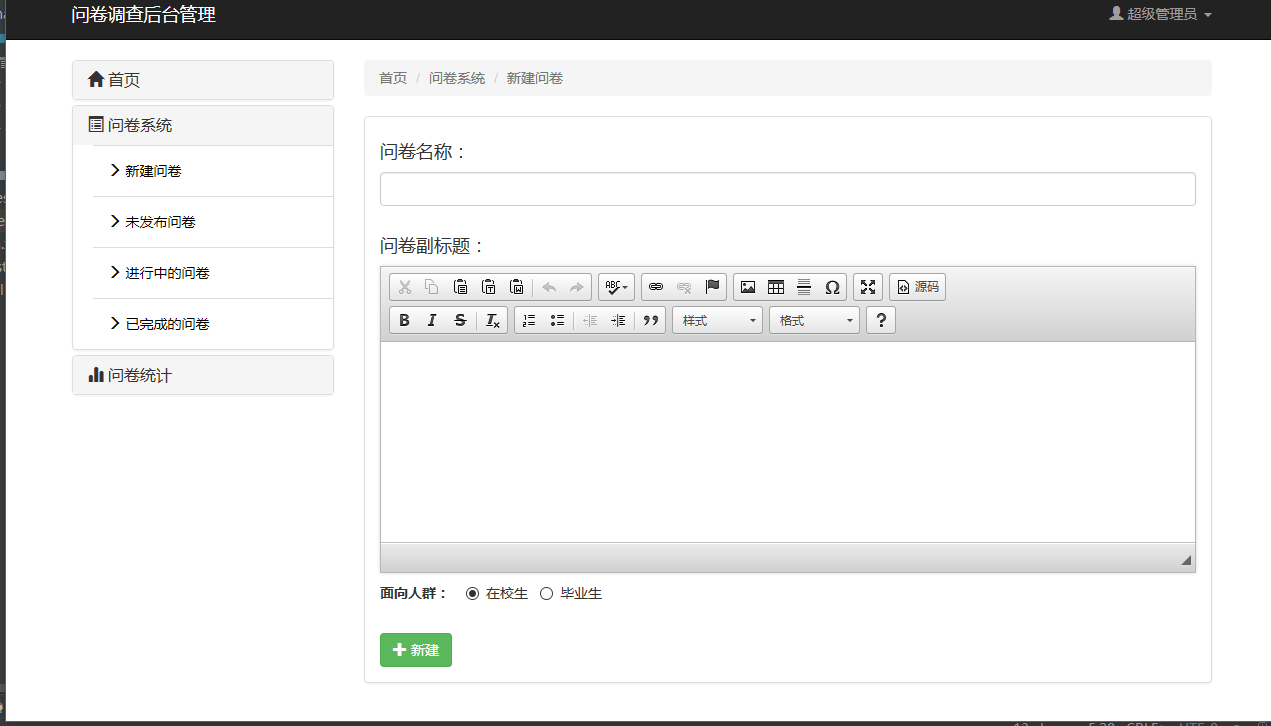 问卷调查后台管理
超级管理员
首页
问卷系统
新建问卷
未发布问卷
进行中的问卷
已完成的问卷
问卷统计
首页 / 问卷系统 / 新建问卷
问卷名称：
问卷副标题：
ABC
源码
B I S Ix
样式
格式
?
面向人群： 在校生 毕业生
新建